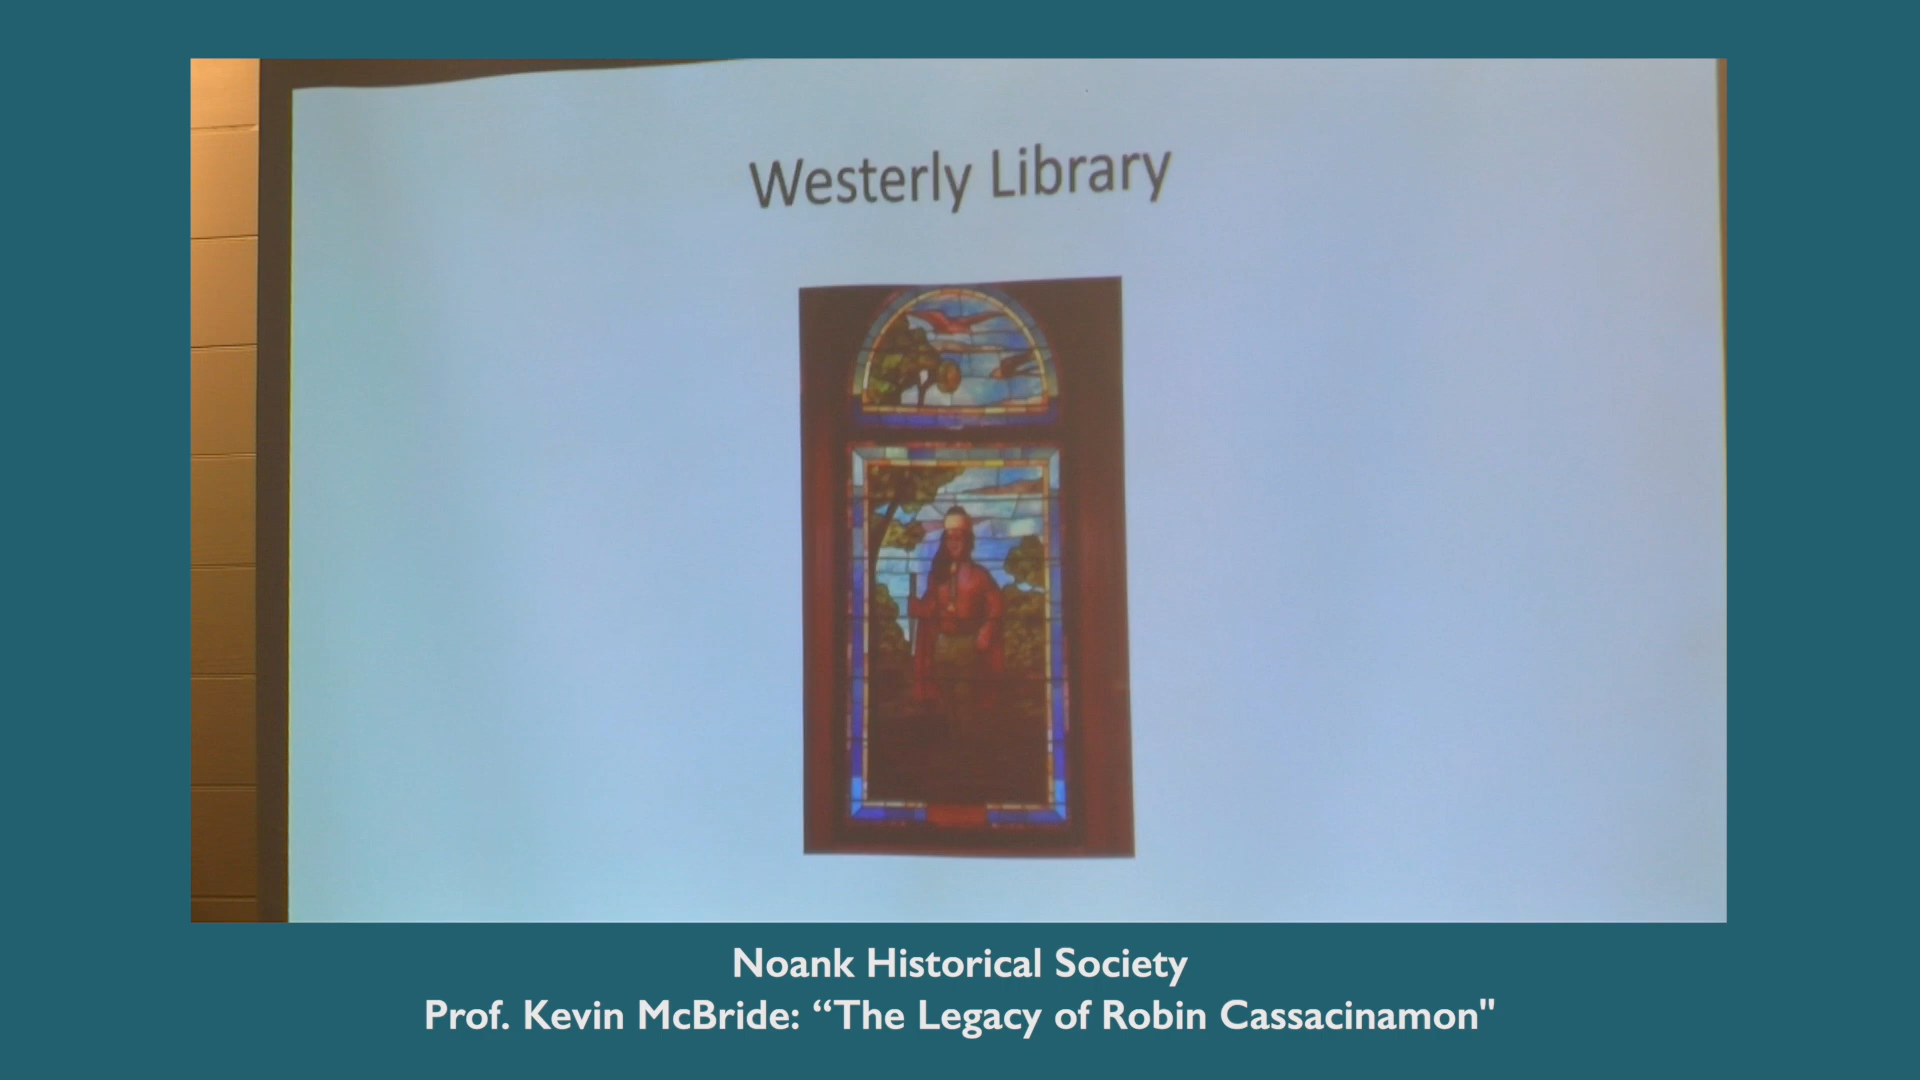 Westerly Library
Noank Historical Society
Prof. Kevin McBride: “The Legacy of Robin Cassacinamon"